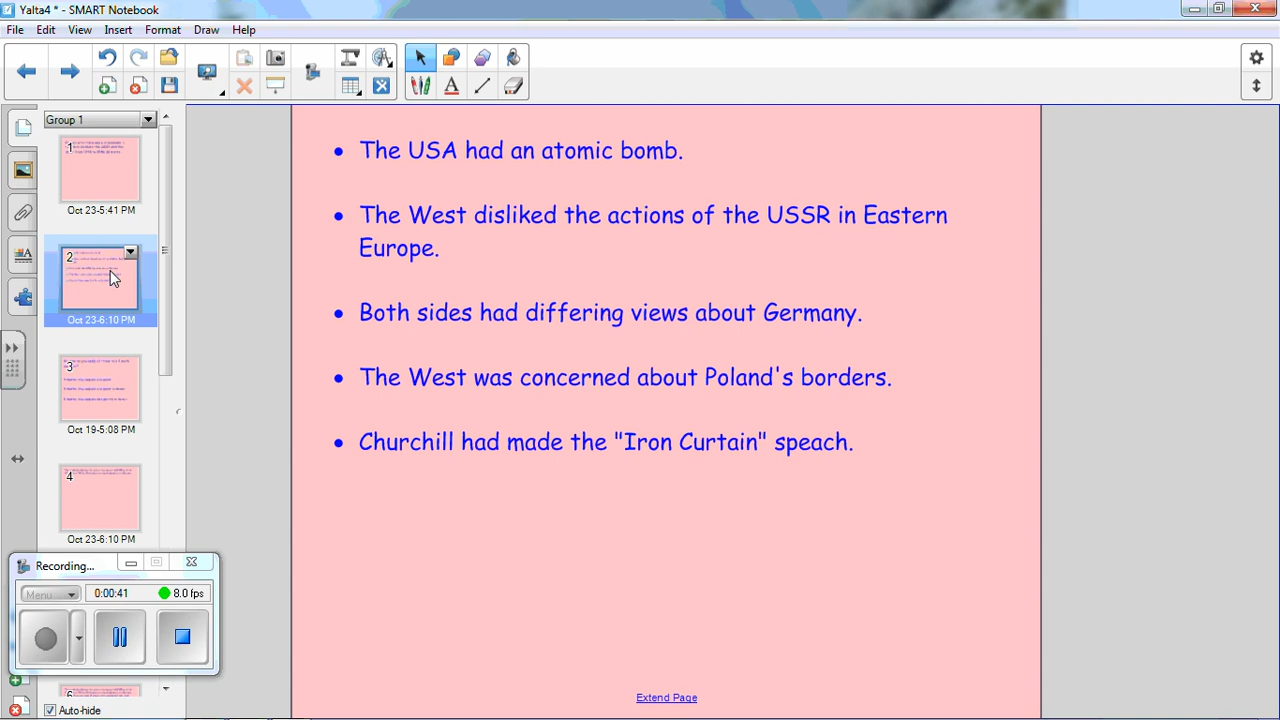 Yalta4 * - SMART Notebook
File Edit View Insert Format Draw Help
Group 1
1
Oct 23-5:41 PM
2
Oct 23-6:10 PM
3
Oct 19-5:08 PM
4
Oct 23-6:10 PM
6
Auto-hide
• The USA had an atomic bomb.
• The West disliked the actions of the USSR in Eastern
Europe.
• Both sides had differing views about Germany.
• The West was concerned about Poland's borders.
• Churchill had made the "Iron Curtain" speach.
Extend Page
Recording...
Menu 0:00:41 8.0 fps